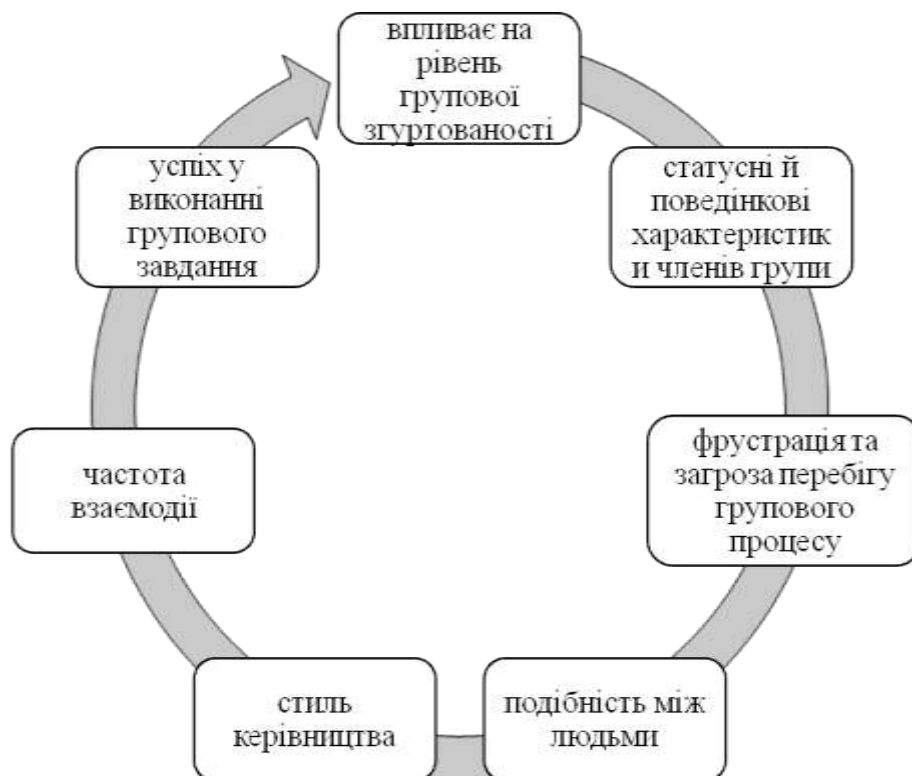 впливає на
рівень
групової
згуртованості
статусні й
поведінкові
характеристик
и членів групи
фрустрація та
загроза перебігу
групового
процесу
подібність між
людьми
стиль
керівництва
частота
взаємодії
успіх у
виконанні
групового
завдання